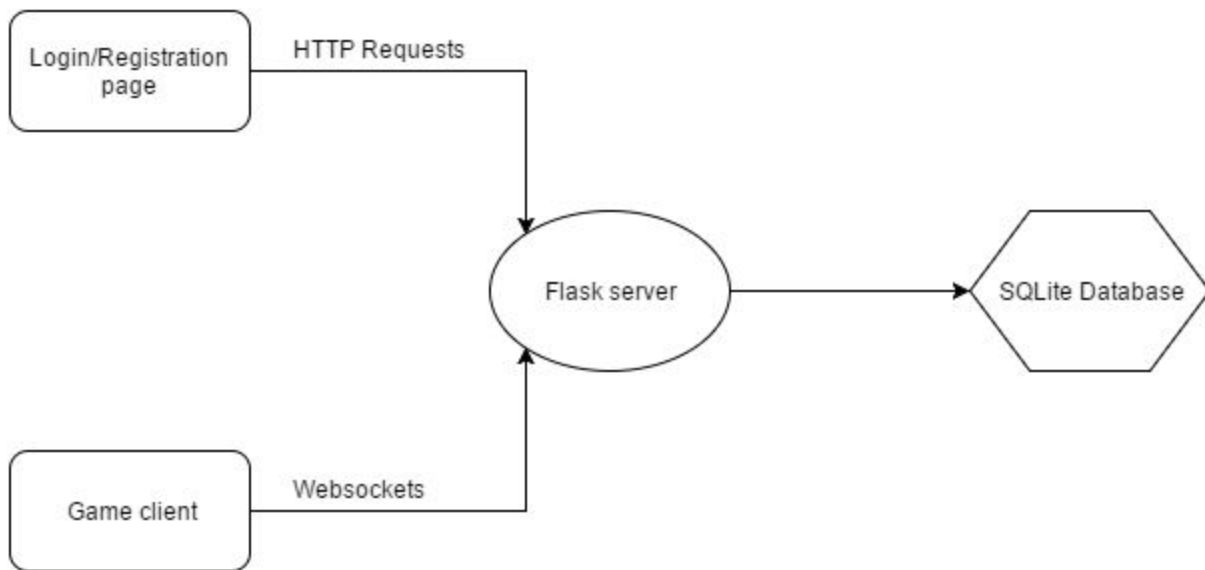 Login/Registration
page
HTTP Requests
Flask server
SQLite Database
Websockets
Game client